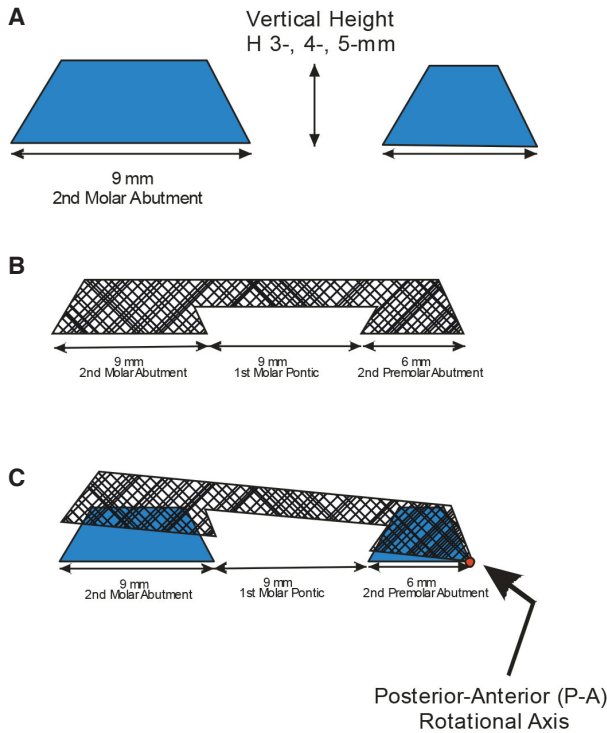 A
Vertical Height
H 3-, 4-, 5-mm
9 mm
2nd Molar Abutment
B
9 mm
2nd Molar Abutment
9 mm
1st Molar Pontic
6 mm
2nd Premolar Abutment
C
9 mm
2nd Molar Abutment
9 mm
1st Molar Pontic
6 mm
2nd Premolar Abutment
Posterior-Anterior (P-A)
Rotational Axis